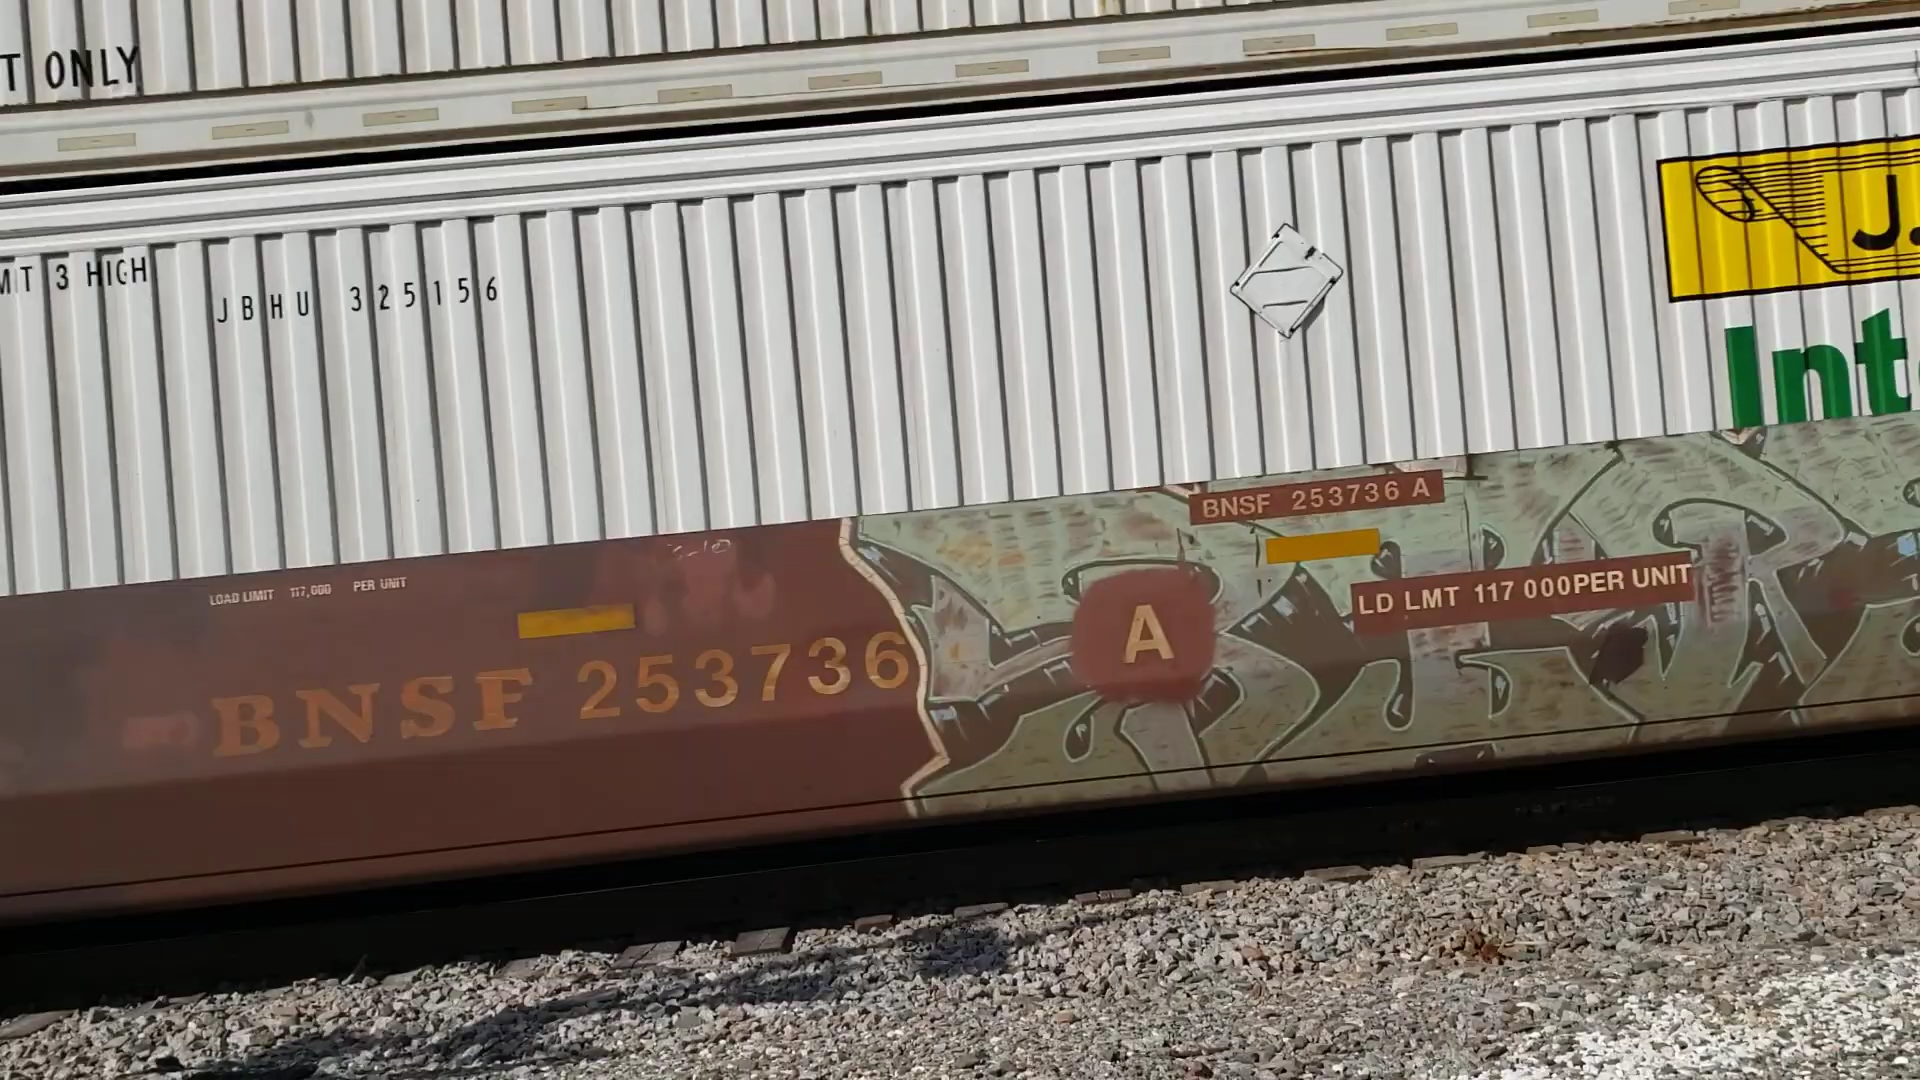 T ONLY
MT 3 HIGH
JBHU 325156
J.
Int
LOAD LIMIT 117,000 PER UNIT
BNSF 253736
A
BNSF 253736 A
LD LMT 117 000PER UNIT